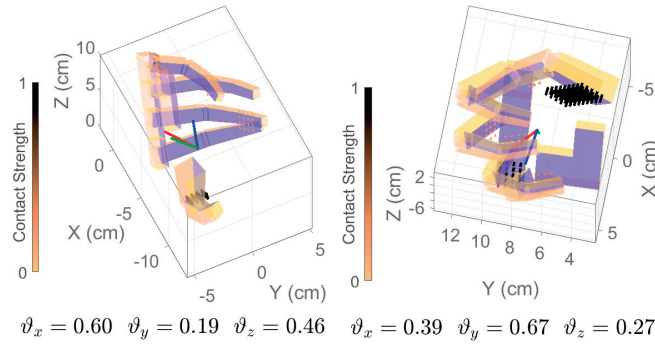 1
Contact Strength
0
Z (cm)
10
5
0
0
-5
-10
X (cm)
-5
0
5
Y (cm)
1
Contact Strength
0
Z (cm)
2
-2
-6
12
10
8
6
4
Y (cm)
-5
0
5
X (cm)
ϑx = 0.60 ϑy = 0.19 ϑz = 0.46
ϑx = 0.39 ϑy = 0.67 ϑz = 0.27